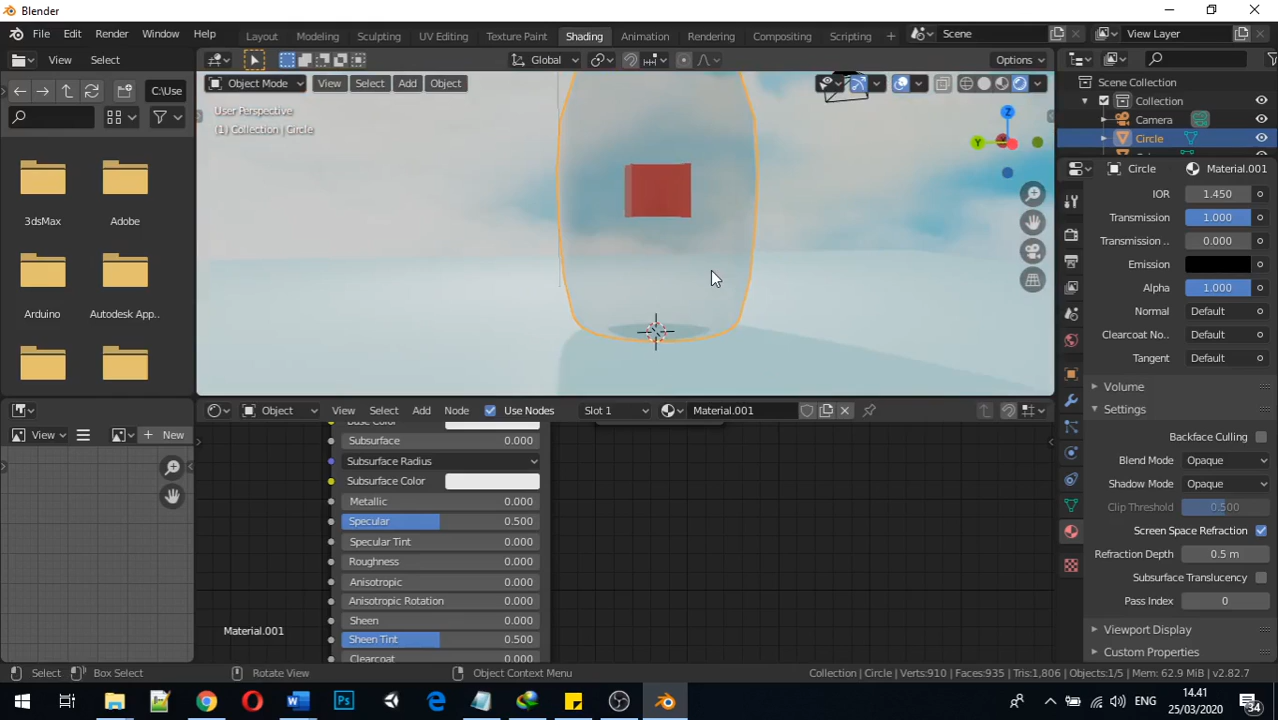 Blender
File Edit Render Window Help Layout Modeling Sculpting UV Editing Texture Paint Shading Animation Rendering Compositing Scripting + Scene View Layer
View Select Global Options
C:\Use Object Mode View Select Add Object Scene Collection
User Perspective
(1) Collection | Circle
Collection
Camera
Circle
Z
Y
Circle Material.001
IOR 1.450
Transmission 1.000
Transmission .. 0.000
Emission
Alpha 1.000
Normal Default
Clearcoat No.. Default
Tangent Default
Volume
Settings
Backface Culling
Blend Mode Opaque
Shadow Mode Opaque
Clip Threshold 0.500
Screen Space Refraction
Refraction Depth 0.5 m
Subsurface Translucency
Pass Index 0
Viewport Display
Custom Properties
3dsMax Adobe
Arduino Autodesk App..
View New
Object View Select Add Node Use Nodes Slot 1 Material.001
Base Color
Subsurface 0.000
Subsurface Radius
Subsurface Color
Metallic 0.000
Specular 0.500
Specular Tint 0.000
Roughness 0.000
Anisotropic 0.000
Anisotropic Rotation 0.000
Sheen 0.000
Sheen Tint 0.500
Clearcoat 0.000
Material.001
Select Box Select Rotate View Object Context Menu Collection | Circle | Verts:910 | Faces:935 | Tris:1,806 | Objects:1/5 | Mem: 62.9 MiB | v2.82.7
ENG 14.41
25/03/2020 34